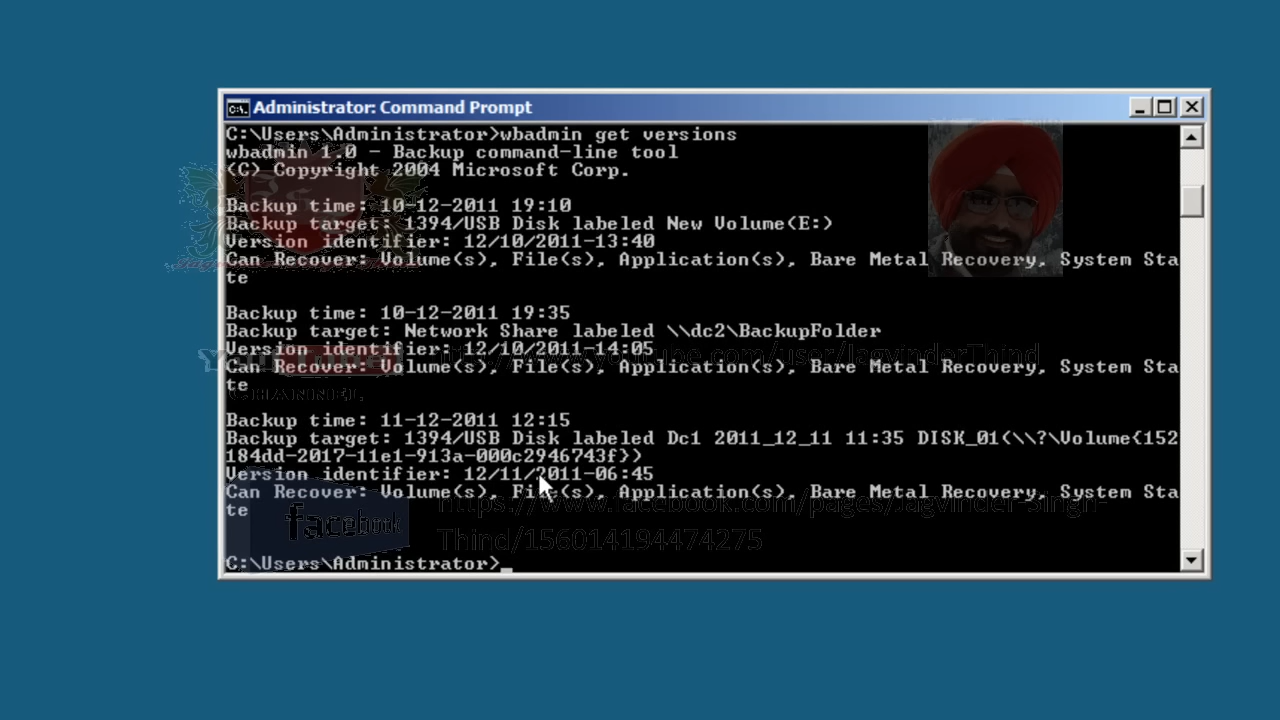 Administrator: Command Prompt
C:\Users\Administrator>wbadmin get versions
wbadmin 1.0 - Backup command-line tool
(C) Copyright 2004 Microsoft Corp.
Backup time: 10-12-2011 19:10
Backup target: 1394/USB Disk labeled New Volume(E:)
Version identifier: 12/10/2011-13:40
Can Recover: Volume(s), File(s), Application(s), Bare Metal Recovery, System Sta
te
Backup time: 10-12-2011 19:35
Backup target: Network Share labeled \\dc2\BackupFolder
Version identifier: 12/10/2011-14:05
http://www.youtube.com/user/JagvinderThind
Can Recover: Volume(s), File(s), Application(s), Bare Metal Recovery, System Sta
te
CHANNEL
Backup time: 11-12-2011 12:15
Backup target: 1394/USB Disk labeled Dc1 2011_12_11 11:35 DISK_01(\\?\Volume{152
184dd-2017-11e1-913a-000c2946743f})
Version identifier: 12/11/2011-06:45
Can Recover: Volume(s), File(s), Application(s), Bare Metal Recovery, System Sta
te
facebook
https://www.facebook.com/pages/Jagvinder-Singh-
Thind/156014194474275
C:\Users\Administrator>